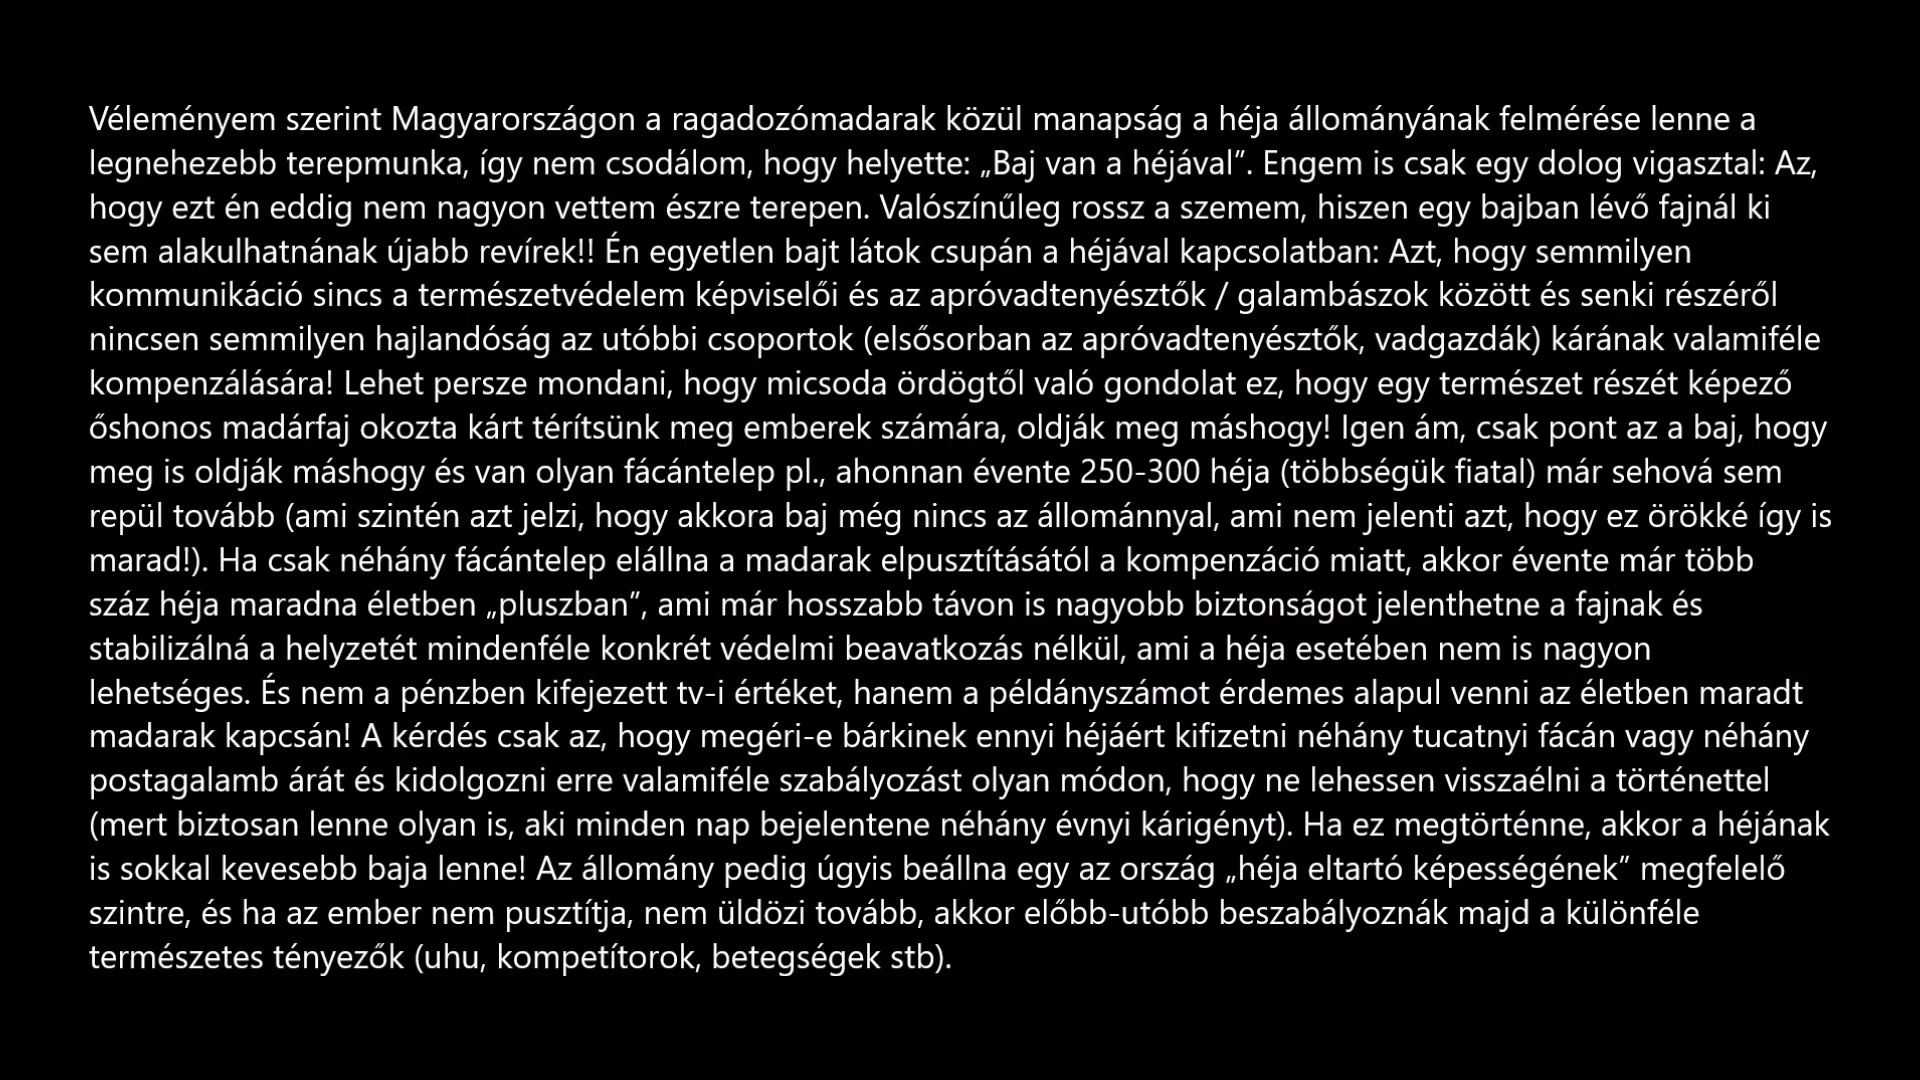 Véleményem szerint Magyarországon a ragadozómadarak közül manapság a héja állományának felmérése lenne a
legnehezebb terepmunka, így nem csodálom, hogy helyette: „Baj van a héjával”. Engem is csak egy dolog vigasztal: Az,
hogy ezt én eddig nem nagyon vettem észre terepen. Valószínűleg rossz a szemem, hiszen egy bajban lévő fajnál ki
sem alakulhatnának újabb revírek!! Én egyetlen bajt látok csupán a héjával kapcsolatban: Azt, hogy semmilyen
kommunikáció sincs a természetvédelem képviselői és az apróvadtenyésztők / galambászok között és senki részéről
nincsen semmilyen hajlandóság az utóbbi csoportok (elsősorban az apróvadtenyésztők, vadgazdák) kárának valamiféle
kompenzálására! Lehet persze mondani, hogy micsoda ördögtől való gondolat ez, hogy egy természet részét képező
őshonos madárfaj okozta kárt térítsünk meg emberek számára, oldják meg máshogy! Igen ám, csak pont az a baj, hogy
meg is oldják máshogy és van olyan fácántelep pl., ahonnan évente 250-300 héja (többségük fiatal) már sehová sem
repül tovább (ami szintén azt jelzi, hogy akkora baj még nincs az állománnyal, ami nem jelenti azt, hogy ez örökké így is
marad!). Ha csak néhány fácántelep elállna a madarak elpusztításától a kompenzáció miatt, akkor évente már több
száz héja maradna életben „pluszban”, ami már hosszabb távon is nagyobb biztonságot jelenthetne a fajnak és
stabilizálná a helyzetét mindenféle konkrét védelmi beavatkozás nélkül, ami a héja esetében nem is nagyon
lehetséges. És nem a pénzben kifejezett tv-i értéket, hanem a példányszámot érdemes alapul venni az életben maradt
madarak kapcsán! A kérdés csak az, hogy megéri-e bárkinek ennyi héjáért kifizetni néhány tucatnyi fácán vagy néhány
postagalamb árát és kidolgozni erre valamiféle szabályozást olyan módon, hogy ne lehessen visszaélni a történettel
(mert biztosan lenne olyan is, aki minden nap bejelentene néhány évnyi kárigényt). Ha ez megtörténne, akkor a héjának
is sokkal kevesebb baja lenne! Az állomány pedig úgyis beállna egy az ország „héja eltartó képességének” megfelelő
szintre, és ha az ember nem pusztítja, nem üldözi tovább, akkor előbb-utóbb beszabályoznák majd a különféle
természetes tényezők (uhu, kompetítorok, betegségek stb).